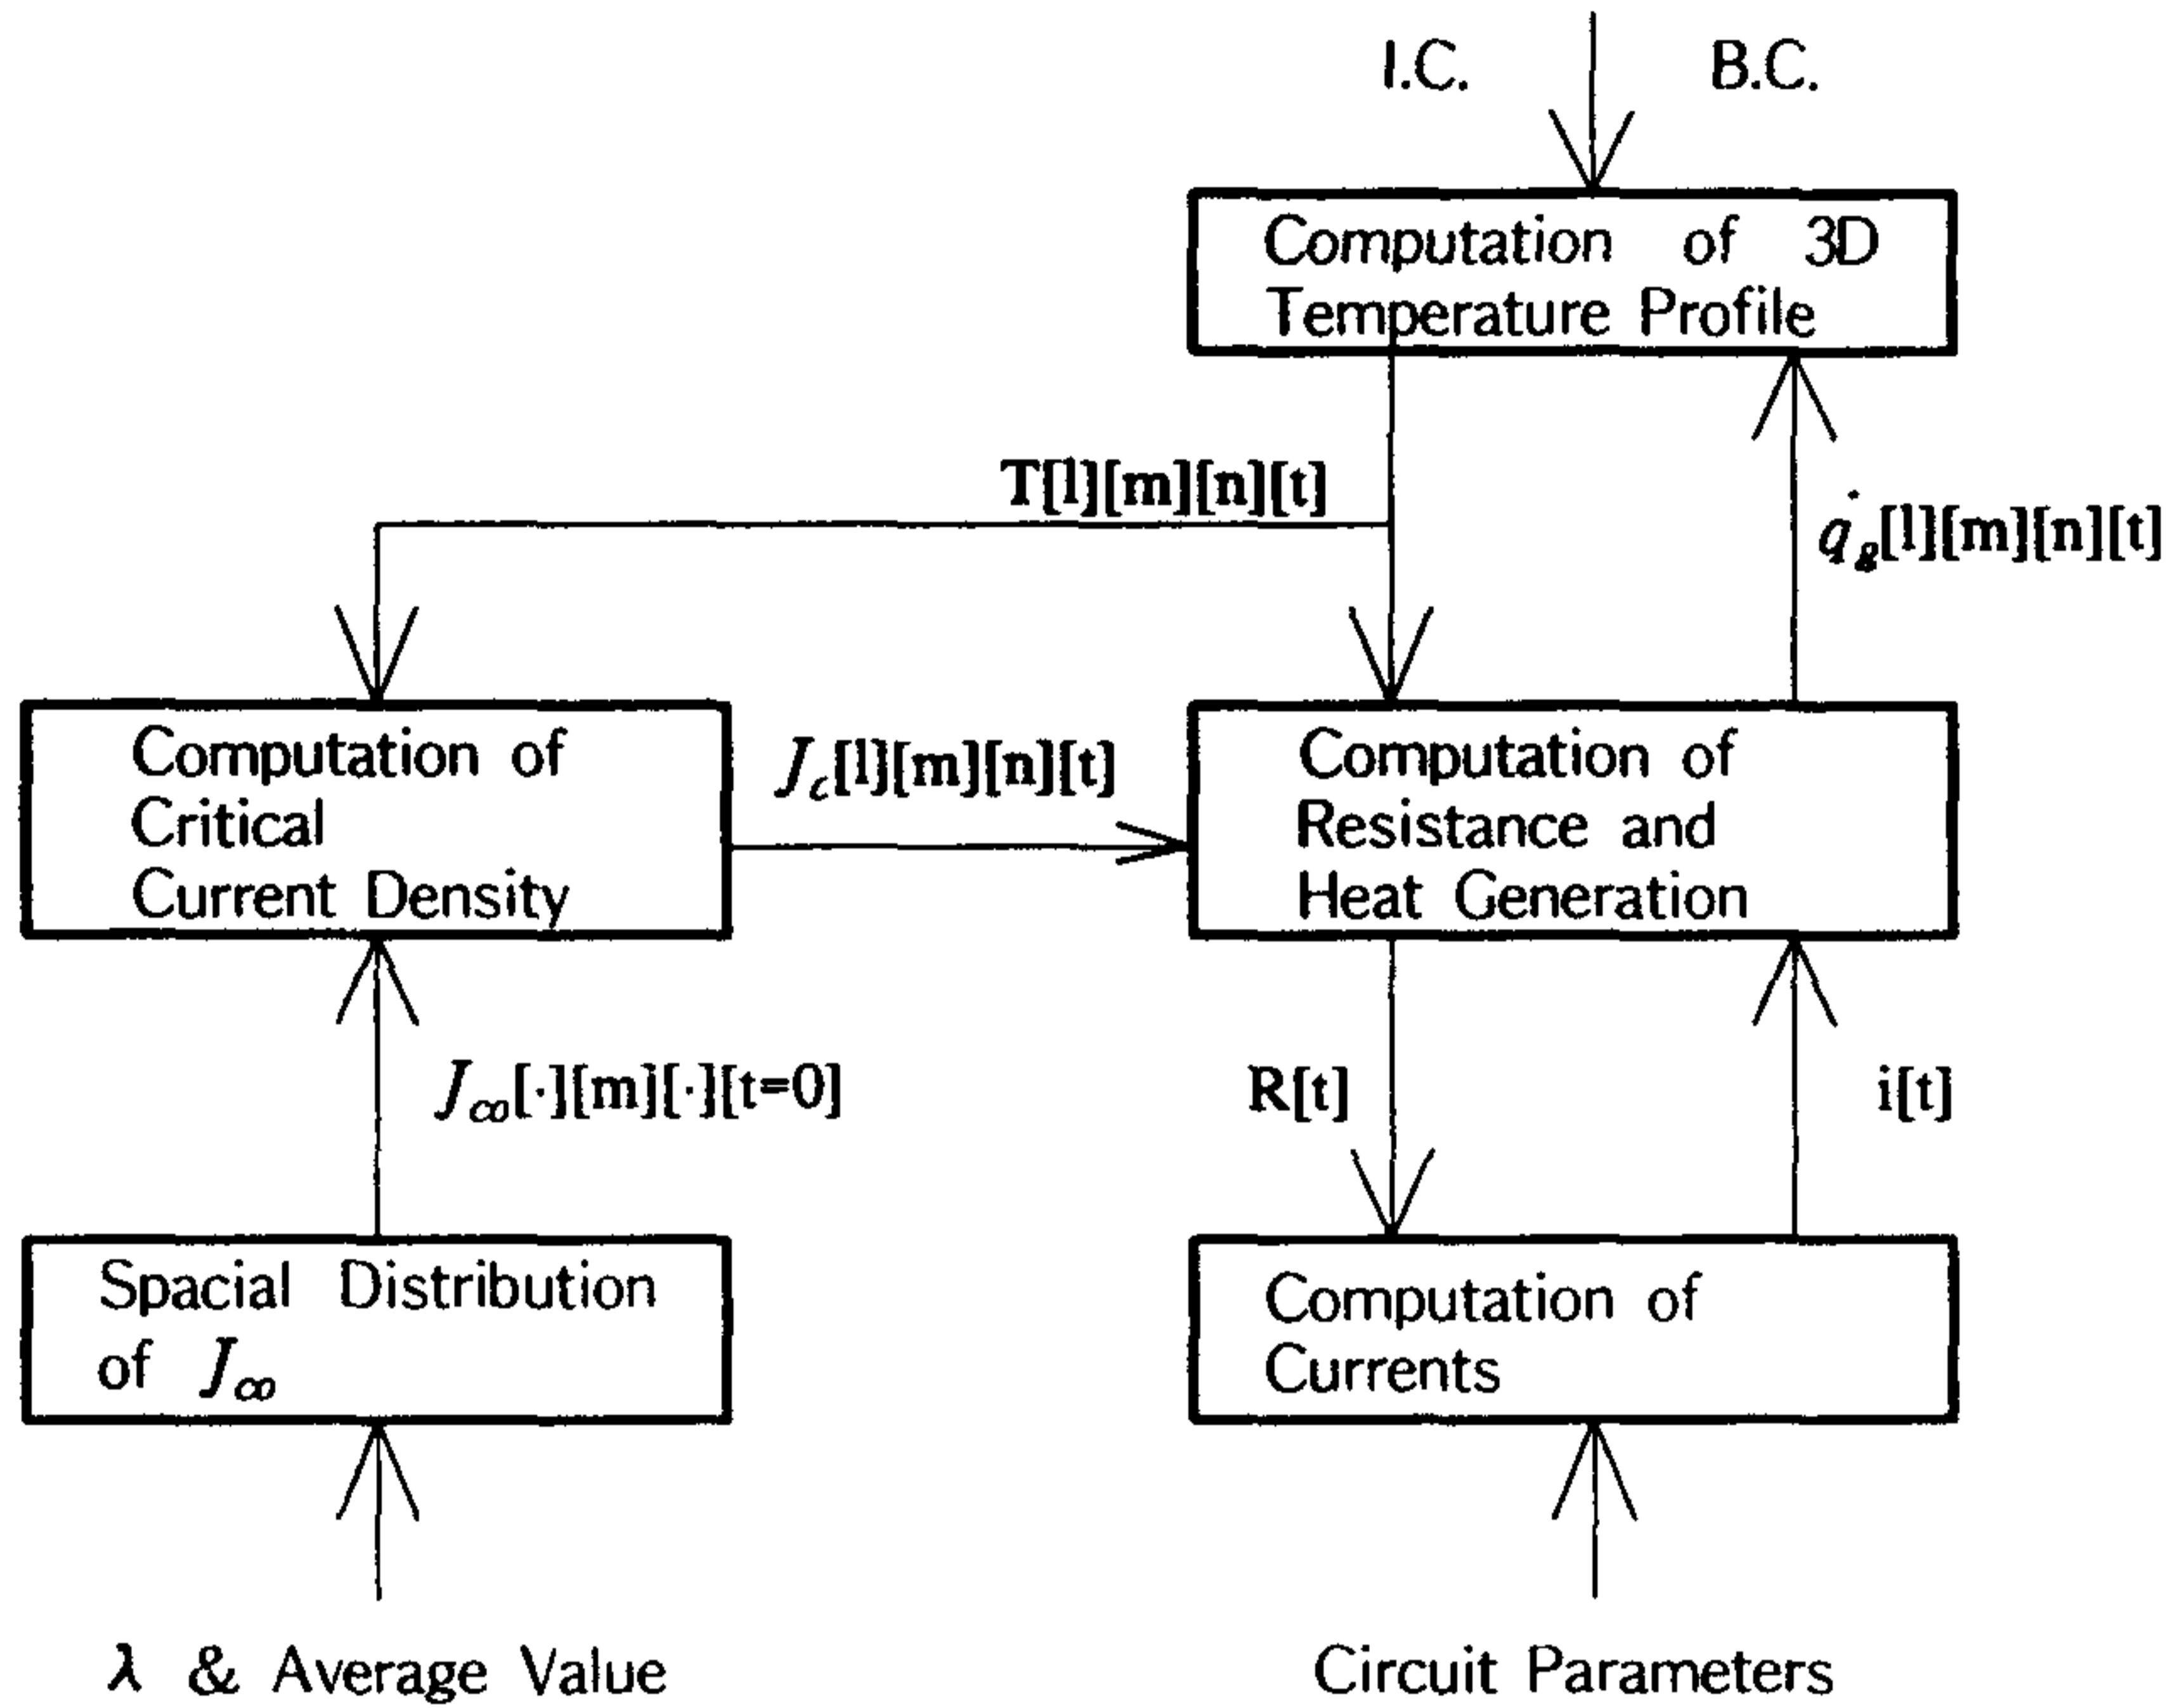 I.C. B.C.
Computation of 3D
Temperature Profile
T[l][m][n][t]
q̇g[l][m][n][t]
Computation of
Critical
Current Density
Jc[l][m][n][t]
Computation of
Resistance and
Heat Generation
Jco[·][m][·][t=0]
R[t]
i[t]
Spacial Distribution
of Jco
Computation of
Currents
λ & Average Value
Circuit Parameters